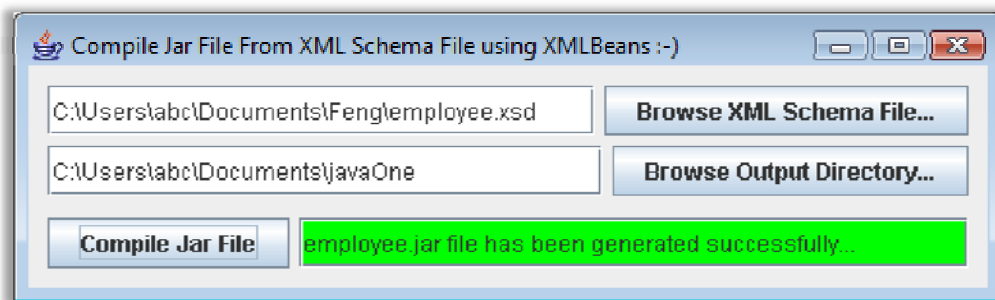 Compile Jar File From XML Schema File using XMLBeans :-)
C:\Users\abc\Documents\Feng\employee.xsd Browse XML Schema File...
C:\Users\abc\Documents\javaOne Browse Output Directory...
Compile Jar File employee.jar file has been generated successfully...